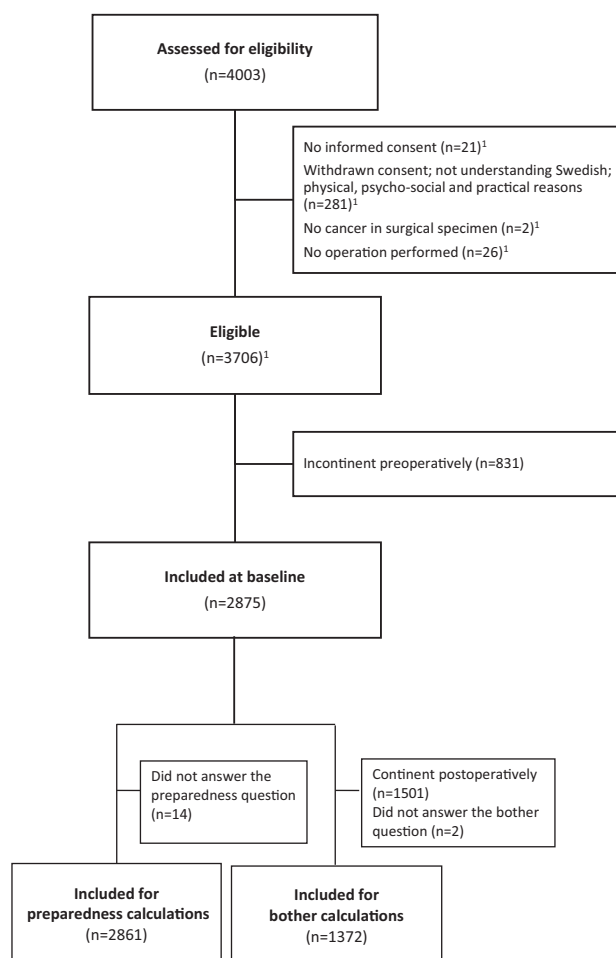 Assessed for eligibility
(n=4003)
No informed consent (n=21)¹
Withdrawn consent; not understanding Swedish;
physical, psycho-social and practical reasons
(n=281)¹
No cancer in surgical specimen (n=2)¹
No operation performed (n=26)¹
Eligible
(n=3706)¹
Incontinent preoperatively (n=831)
Included at baseline
(n=2875)
Did not answer the
preparedness question
(n=14)
Continent postoperatively
(n=1501)
Did not answer the bother
question (n=2)
Included for
preparedness calculations
(n=2861)
Included for
bother calculations
(n=1372)